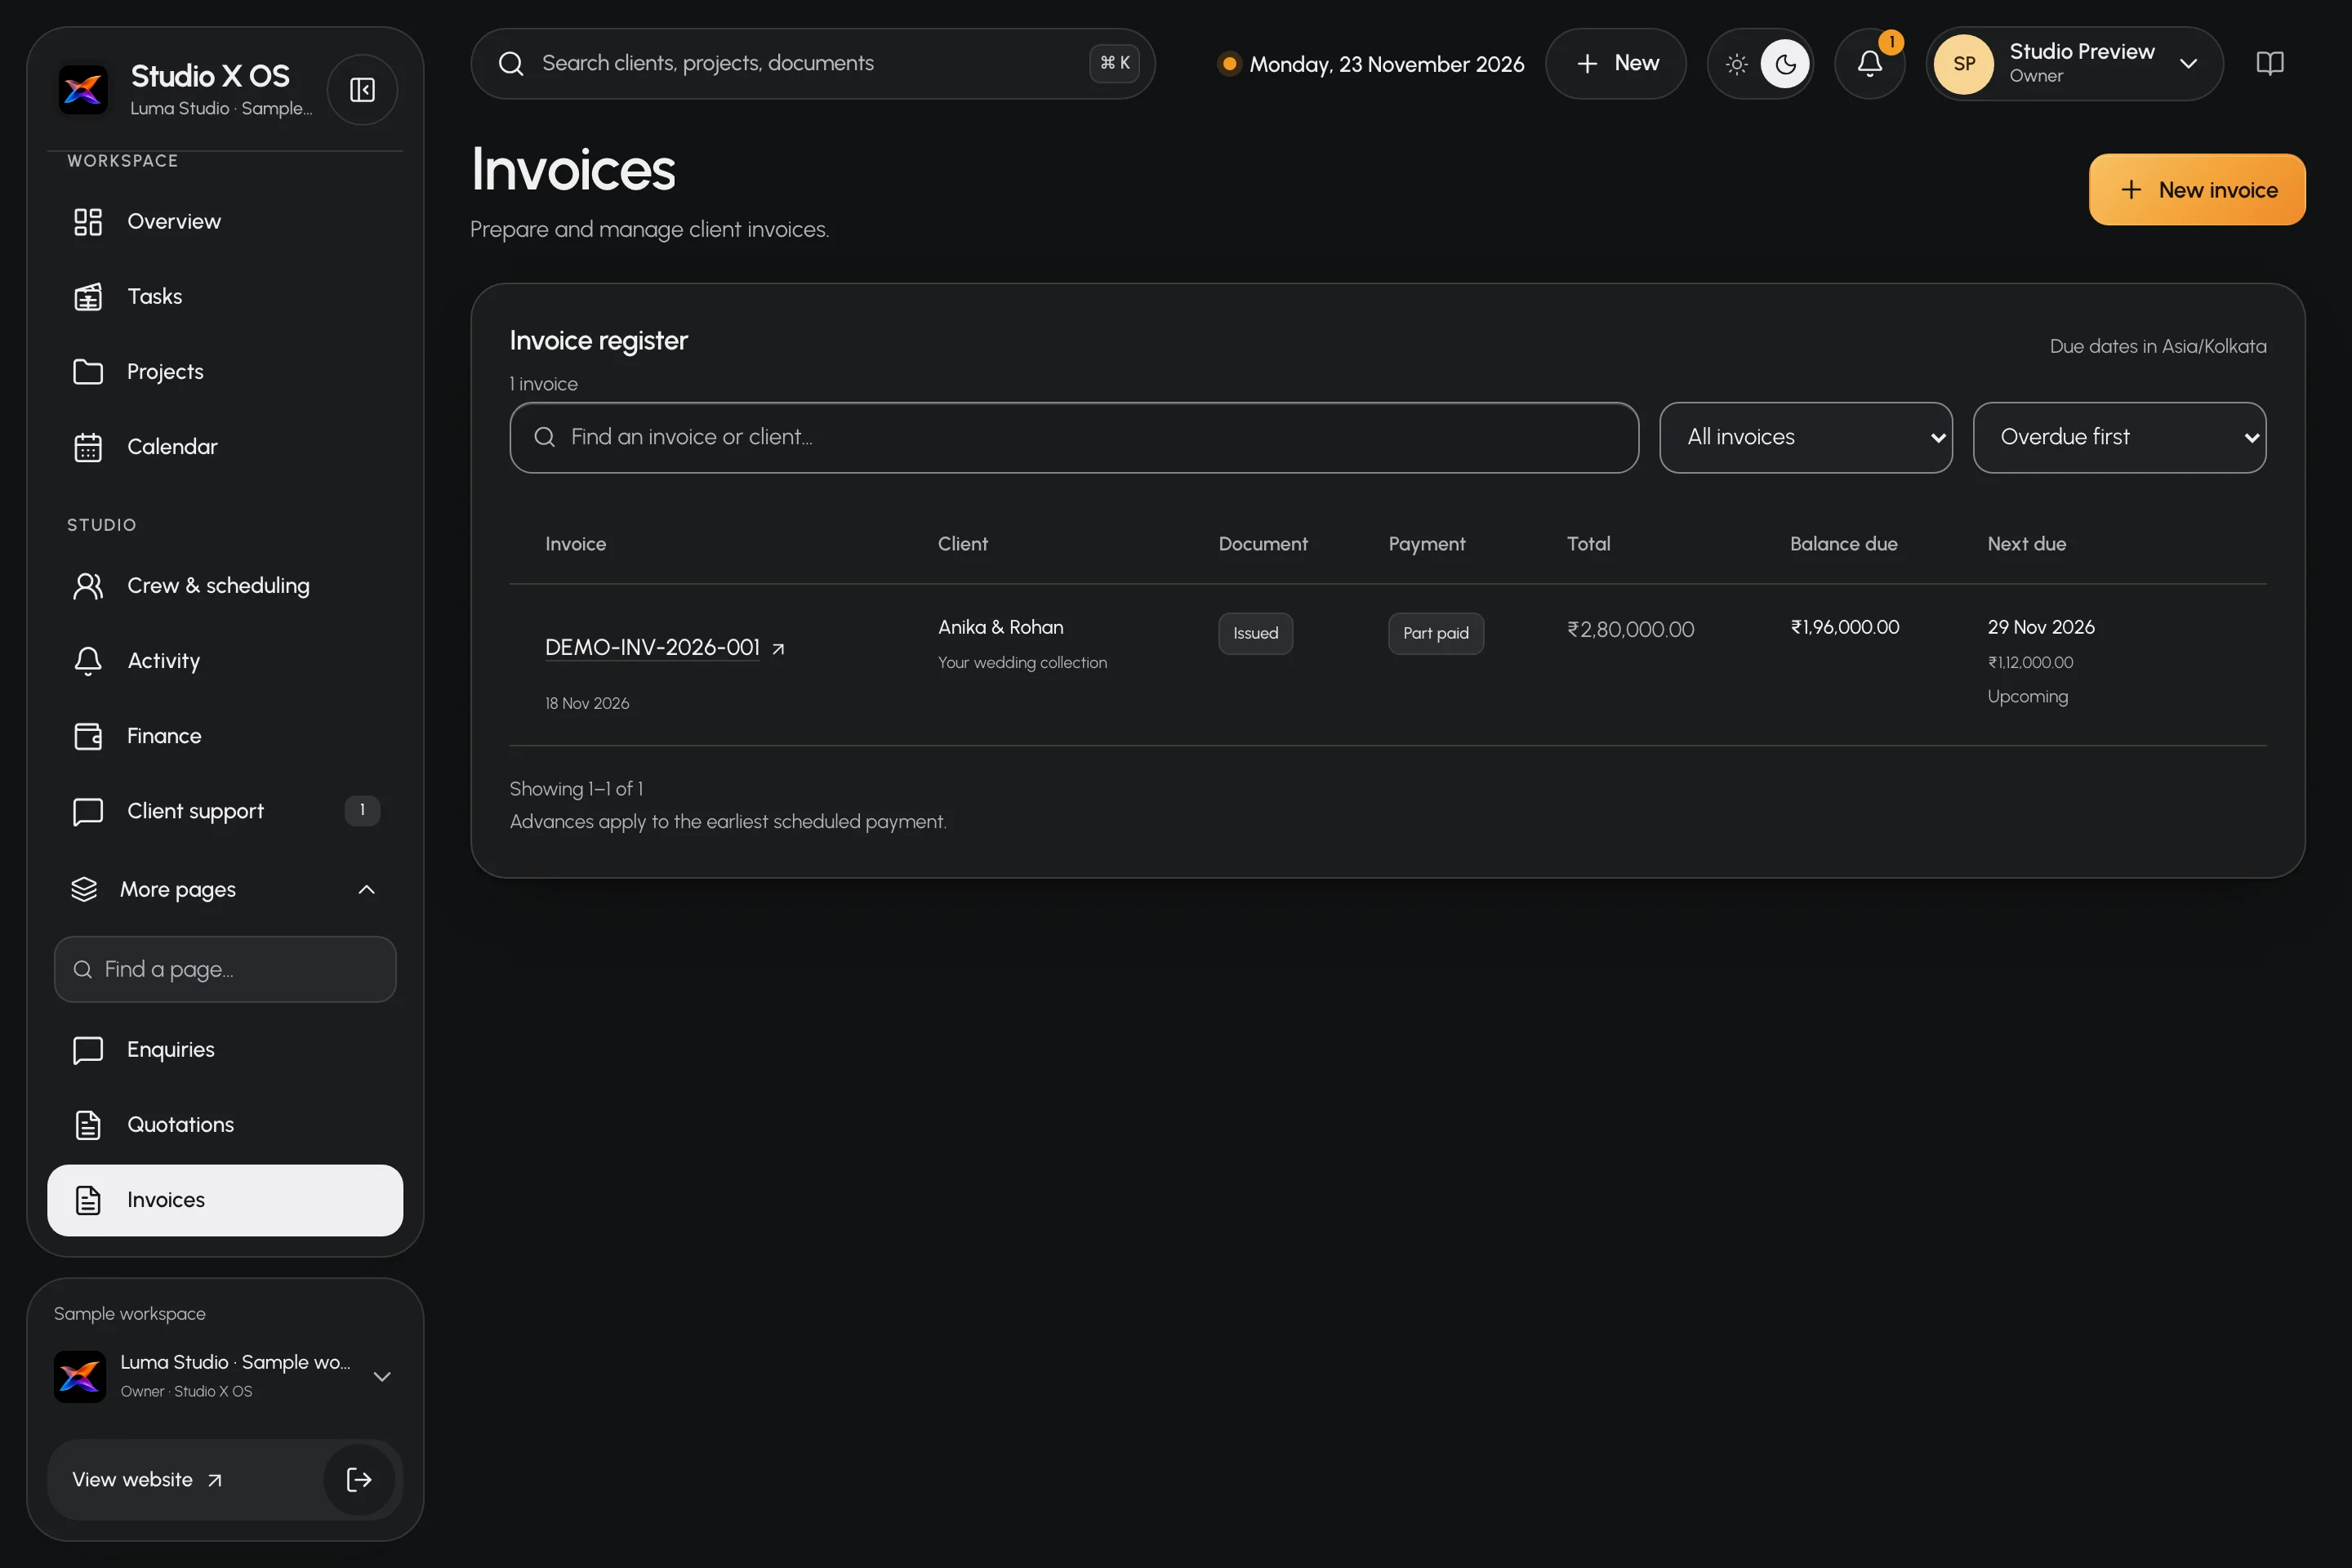 Studio X OS
Luma Studio · Sample...
WORKSPACE
Overview
Tasks
Projects
Calendar
STUDIO
Crew & scheduling
Activity
Finance
Client support 1
More pages
Find a page...
Enquiries
Quotations
Invoices
Sample workspace
Luma Studio · Sample wo...
Owner · Studio X OS
View website
Search clients, projects, documents ⌘ K
Monday, 23 November 2026
New
1
SP
Studio Preview
Owner
Invoices
Prepare and manage client invoices.
New invoice
Invoice register
Due dates in Asia/Kolkata
1 invoice
Find an invoice or client...
All invoices
Overdue first
Invoice Client Document Payment Total Balance due Next due
DEMO-INV-2026-001
18 Nov 2026
Anika & Rohan
Your wedding collection
Issued
Part paid
₹2,80,000.00
₹1,96,000.00
29 Nov 2026
₹1,12,000.00
Upcoming
Showing 1–1 of 1
Advances apply to the earliest scheduled payment.